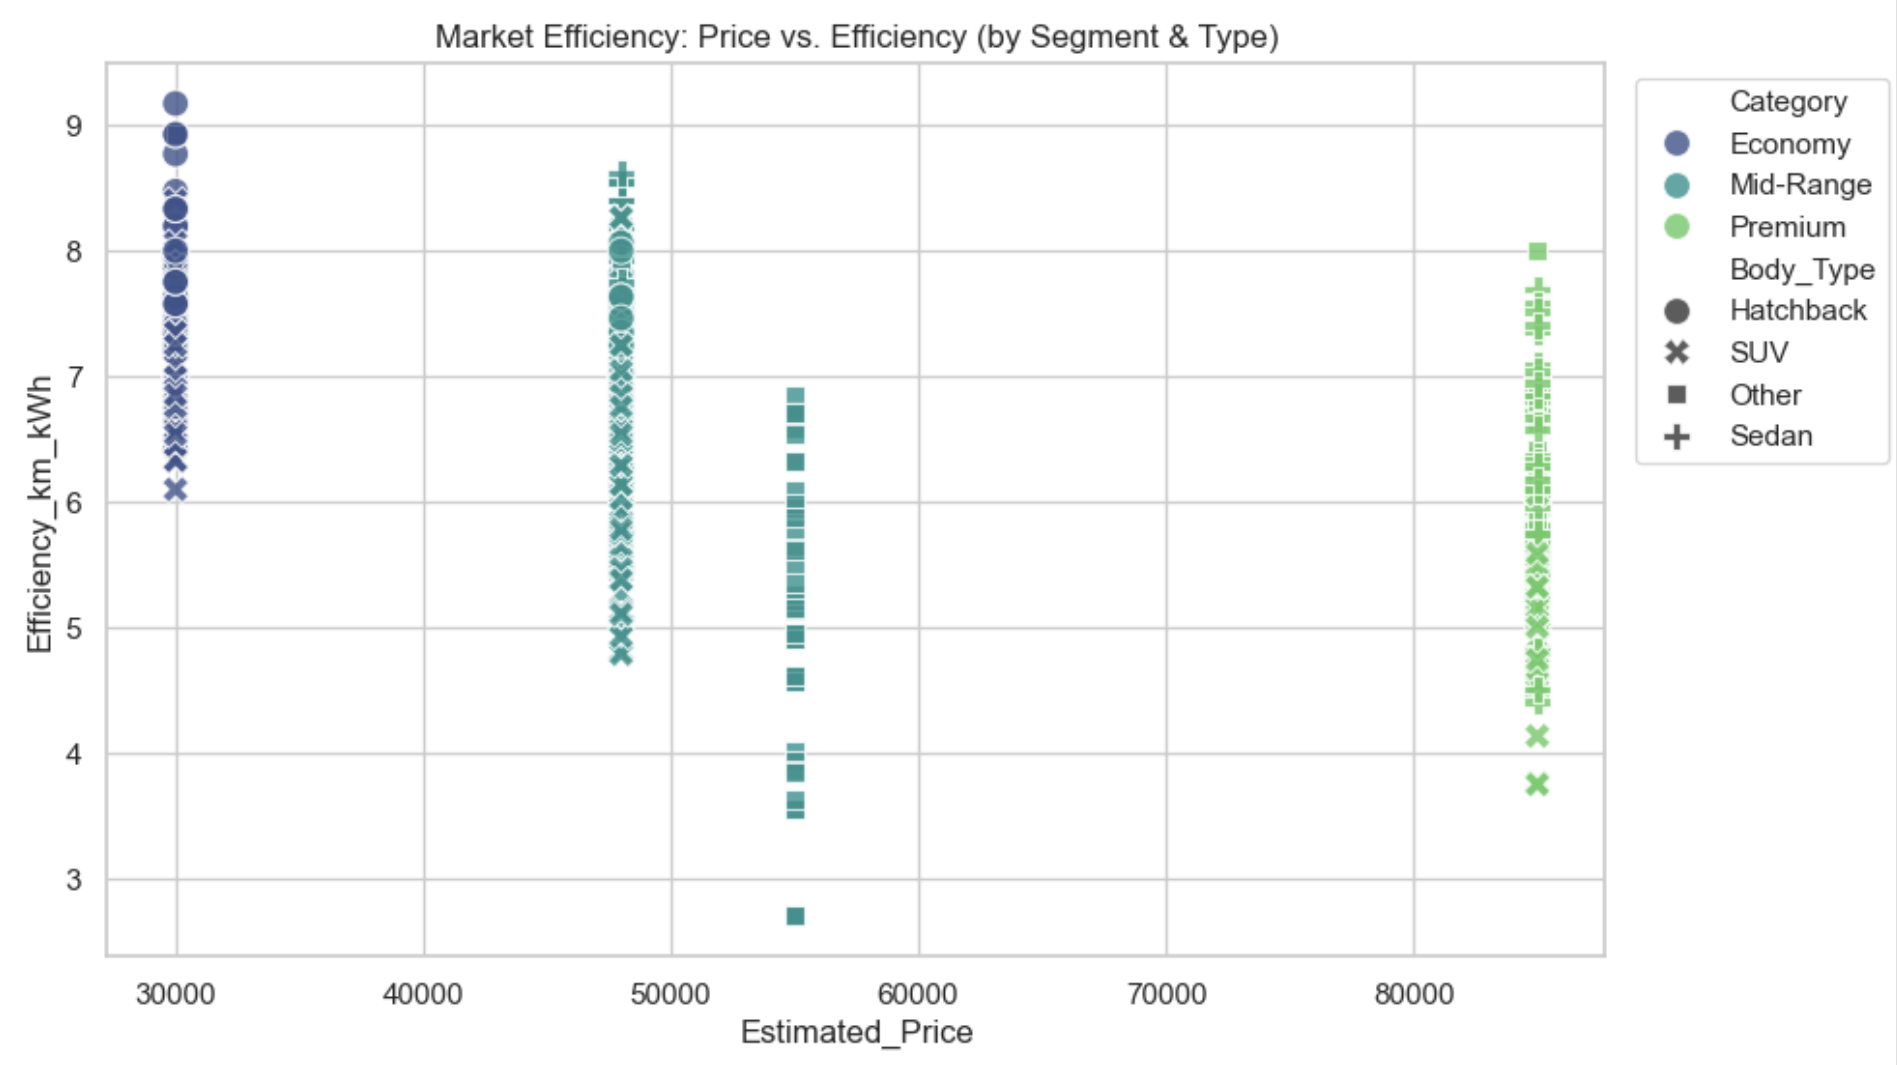 Market Efficiency: Price vs. Efficiency (by Segment & Type)
Efficiency_km_kWh
9
8
7
6
5
4
3
30000
40000
50000
60000
70000
80000
Estimated_Price
Category
Economy
Mid-Range
Premium
Body_Type
Hatchback
SUV
Other
Sedan